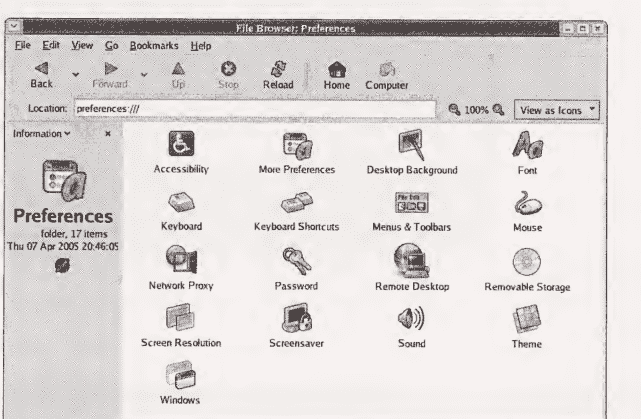 File Browser: Preferences
File Edit View Go Bookmarks Help
Back Forward Up Stop Reload Home Computer
Location: preferences:/// 100% View as Icons
Information
Preferences
folder, 17 items
Thu 07 Apr 2005 20:46:05
Accessibility More Preferences Desktop Background Font
Keyboard Keyboard Shortcuts Menus & Toolbars Mouse
Network Proxy Password Remote Desktop Removable Storage
Screen Resolution Screensaver Sound Theme
Windows